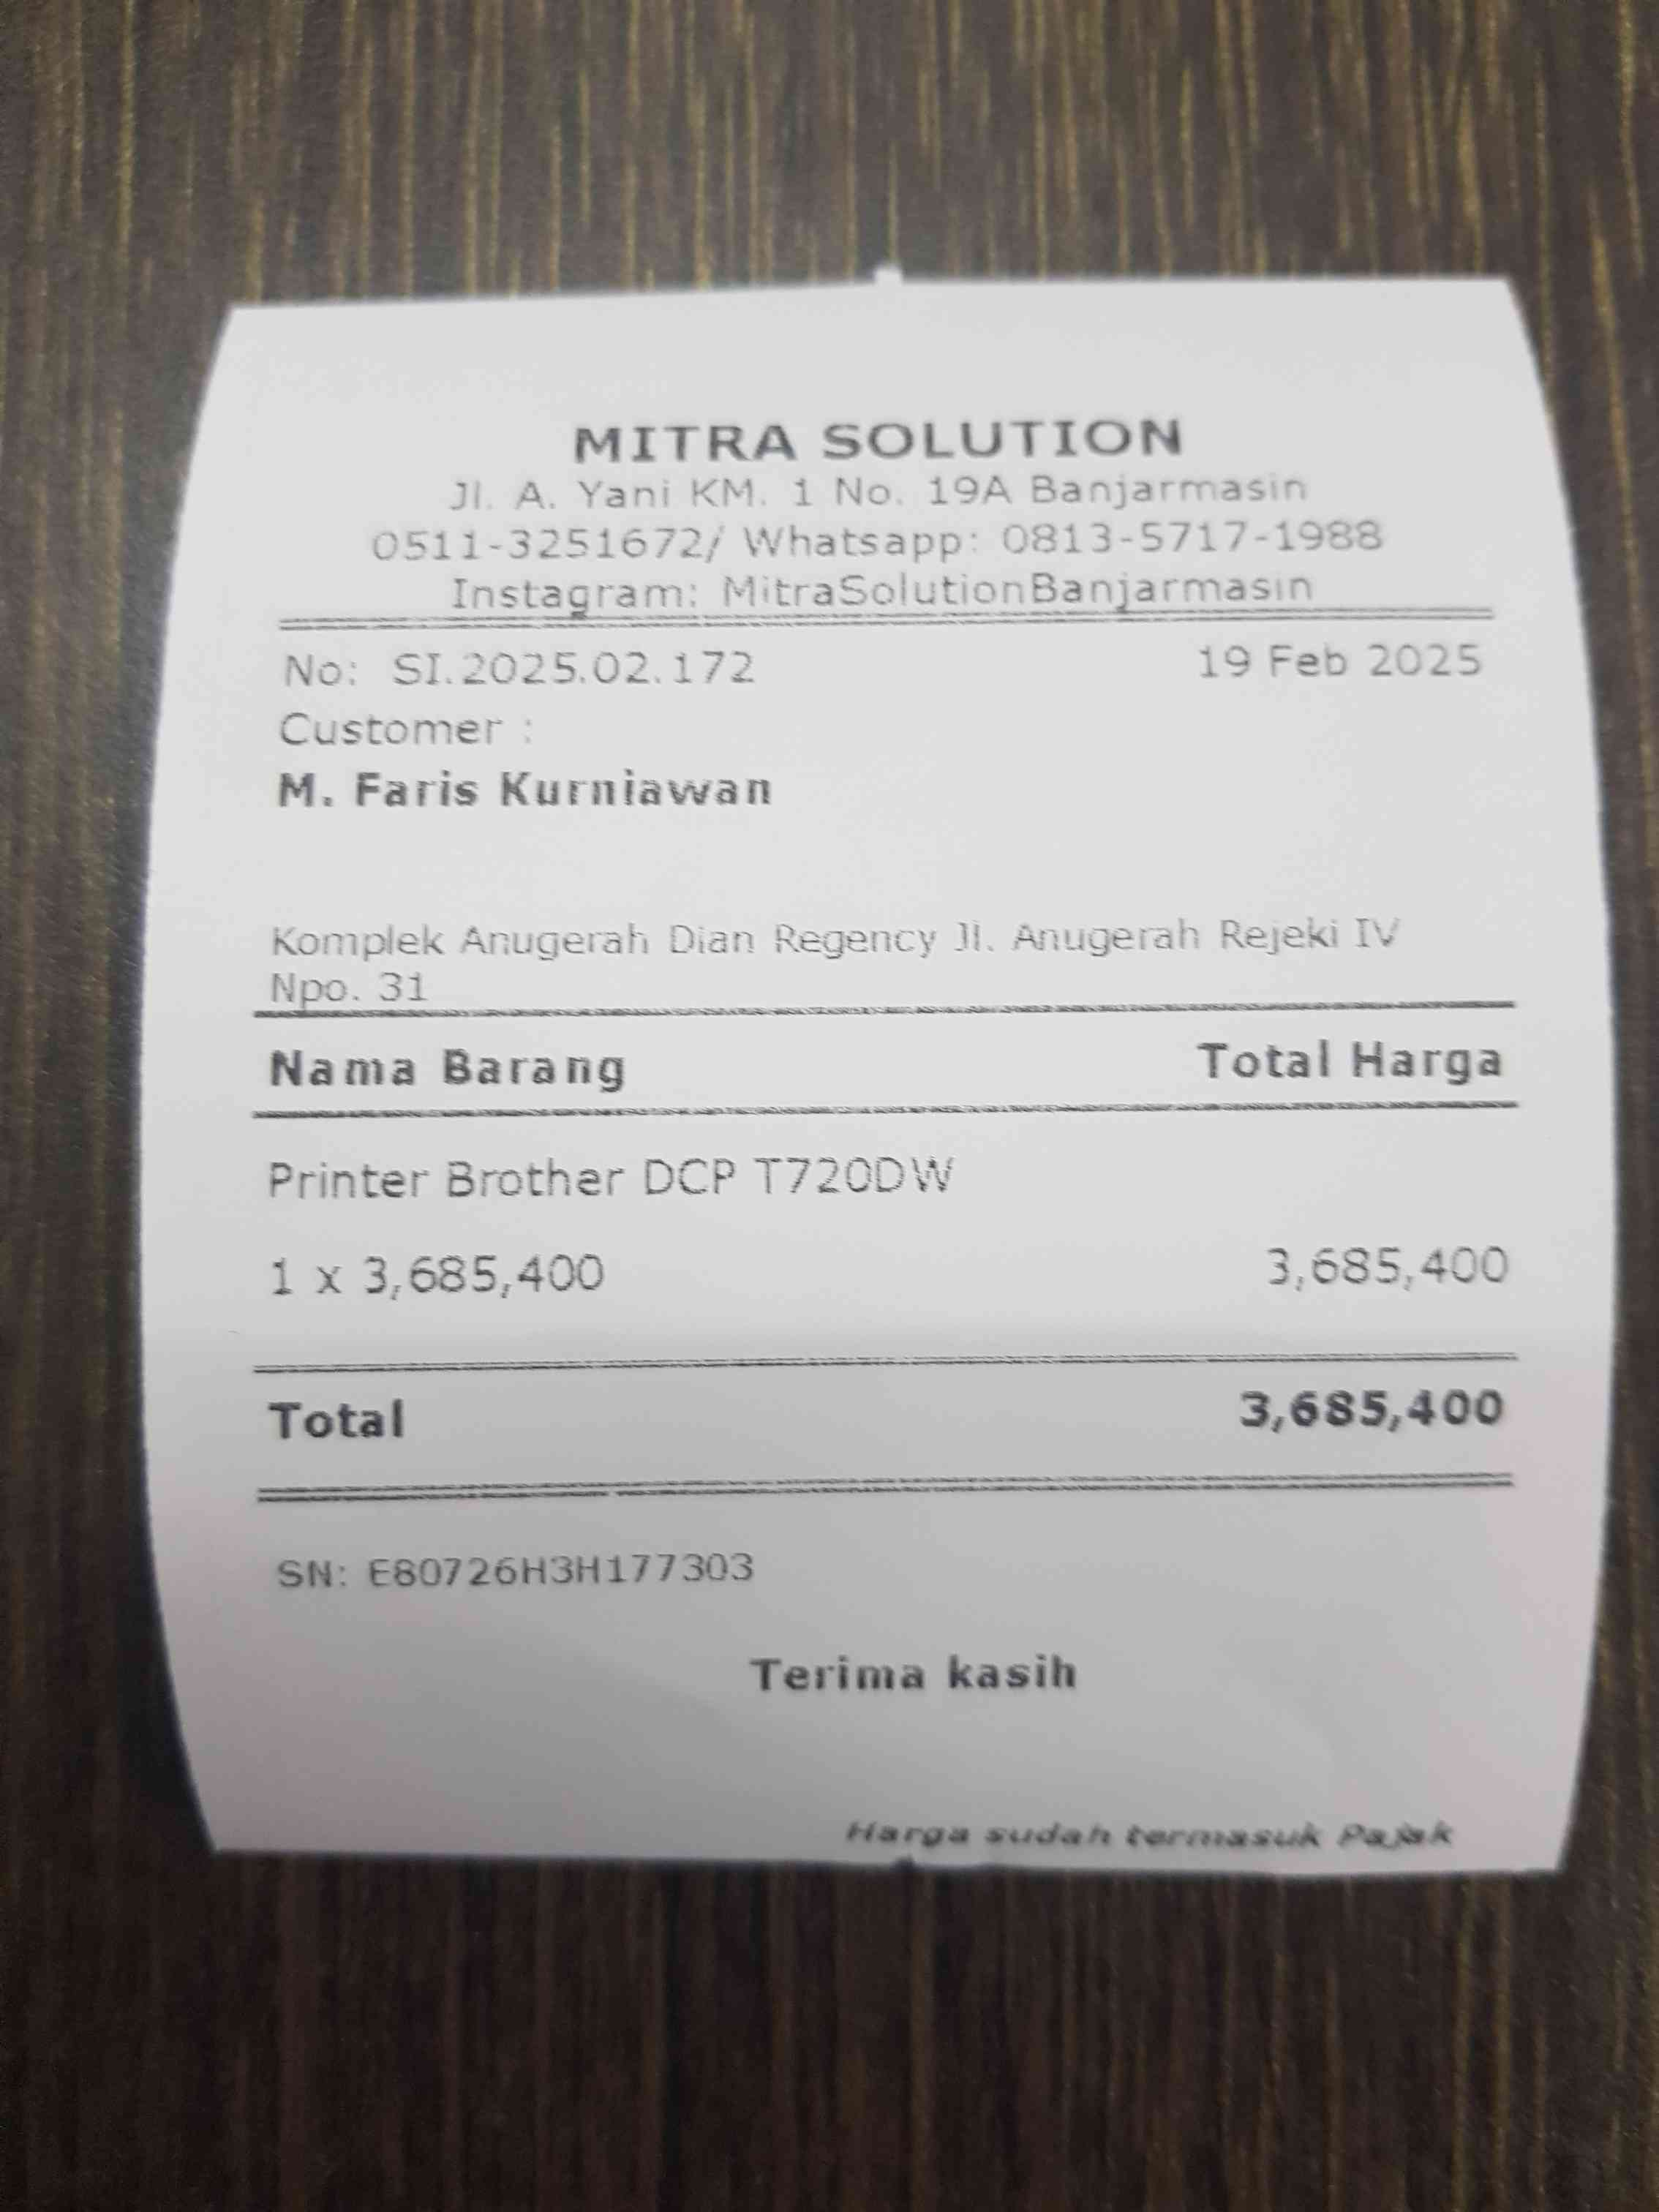 MITRA SOLUTION
Jl. A. Yani KM. 1 No. 19A Banjarmasin
0511-3251672/ Whatsapp: 0813-5717-1988
Instagram: MitraSolutionBanjarmasin
No: SI.2025.02.172 19 Feb 2025
Customer :
M. Faris Kurniawan
Komplek Anugerah Dian Regency Jl. Anugerah Rejeki IV
Npo. 31
Nama Barang Total Harga
Printer Brother DCP T720DW
1 x 3,685,400 3,685,400
Total 3,685,400
SN: E80726H3H177303
Terima kasih
Harga sudah termasuk Pajak